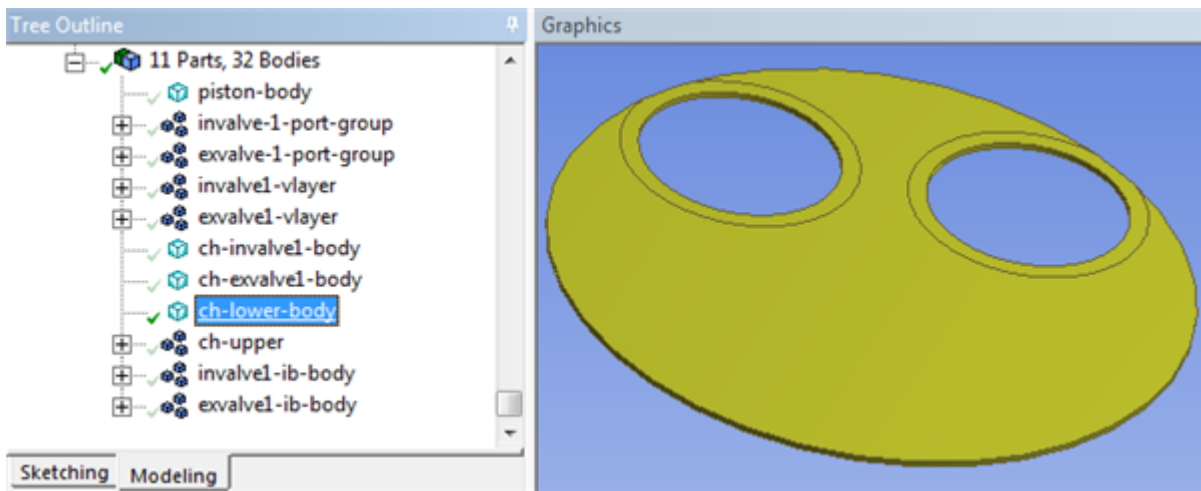 Tree Outline
Graphics
11 Parts, 32 Bodies
piston-body
invalve-1-port-group
exvalve-1-port-group
invalve1-vlayer
exvalve1-vlayer
ch-invalve1-body
ch-exvalve1-body
ch-lower-body
ch-upper
invalve1-ib-body
exvalve1-ib-body
Sketching Modeling